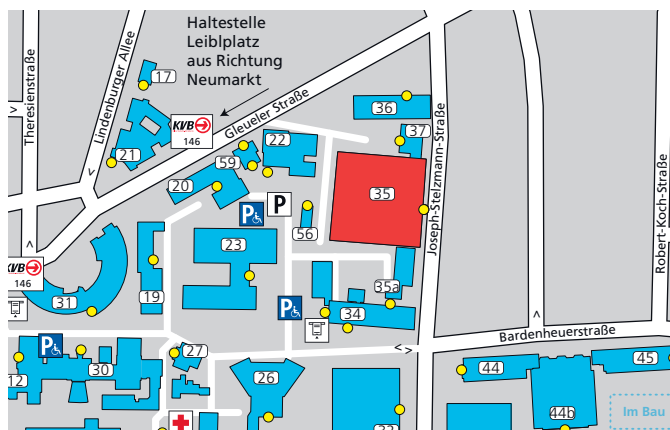 Haltestelle
Leiblplatz
aus Richtung
Neumarkt
Theresienstraße
Lindenburger Allee
17
KVB
146
Gleueler Straße
36
37
21
22
59
20
35
Joseph-Stelzmann-Straße
Robert-Koch-Straße
P
P
56
23
KVB
146
31
19
35a
P
34
Bardenheuerstraße
P
27
12
30
26
44
45
44b
Im Bau